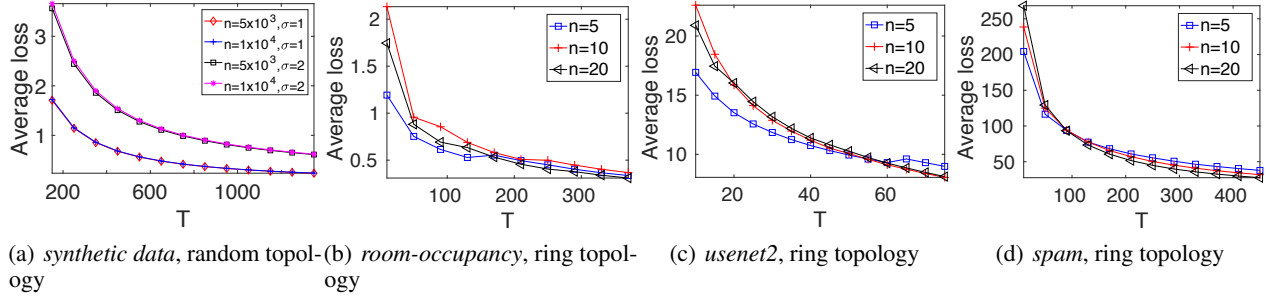 Average loss
3
2
1
200
600
1000
T
n=5x10³,σ=1
n=1x10⁴,σ=1
n=5x10³,σ=2
n=1x10⁴,σ=2
Average loss
2
1.5
1
0.5
100
200
300
T
n=5
n=10
n=20
Average loss
20
15
10
20
40
60
T
n=5
n=10
n=20
Average loss
250
200
150
100
50
100
200
300
400
T
n=5
n=10
n=20
(a) synthetic data, random topol-
ogy
(b) room-occupancy, ring topol-
ogy
(c) usenet2, ring topology
(d) spam, ring topology